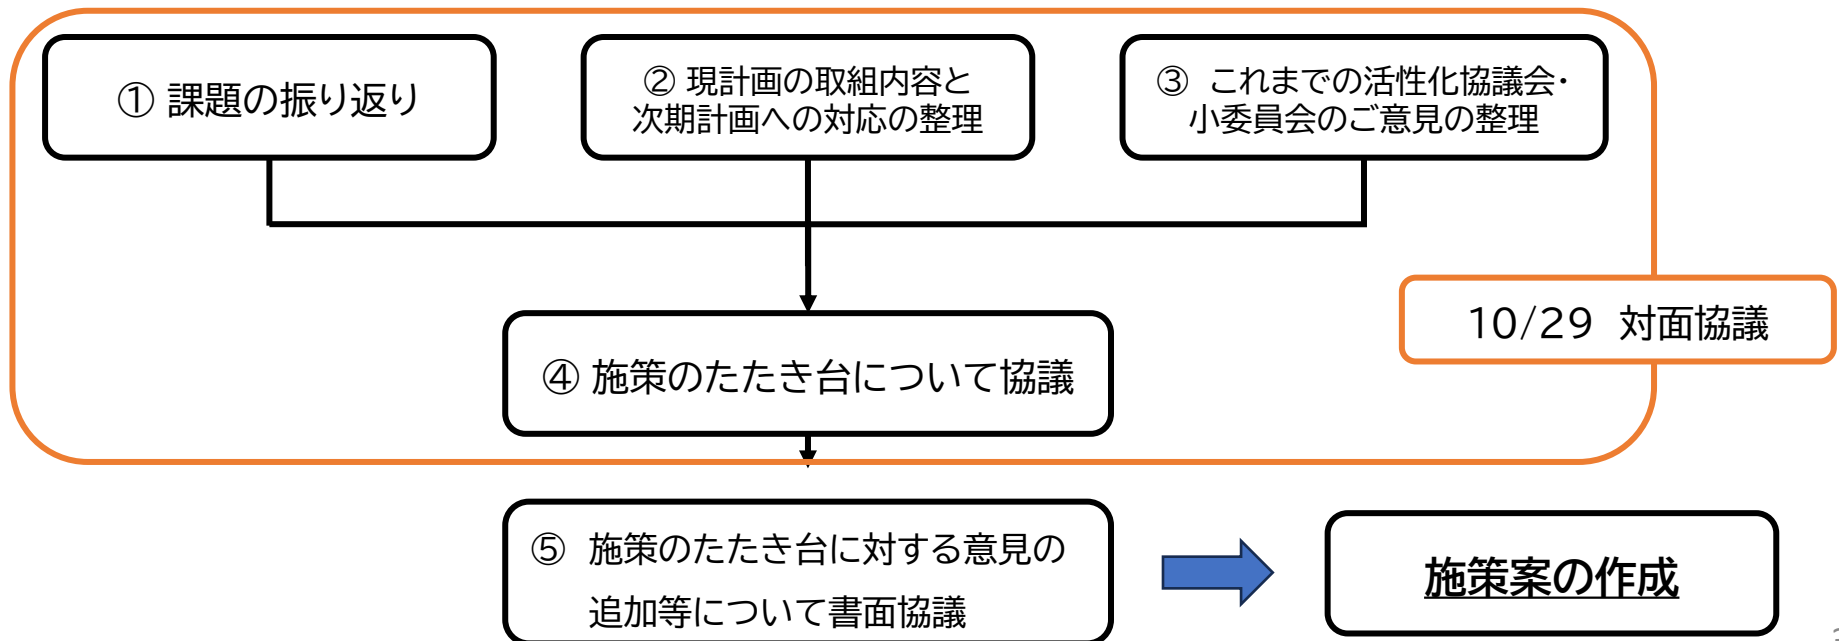 ① 課題の振り返り
② 現計画の取組内容と
次期計画への対応の整理
③ これまでの活性化協議会・
小委員会のご意見の整理
10/29 対面協議
④ 施策のたたき台について協議
⑤ 施策のたたき台に対する意見の
追加等について書面協議
施策案の作成